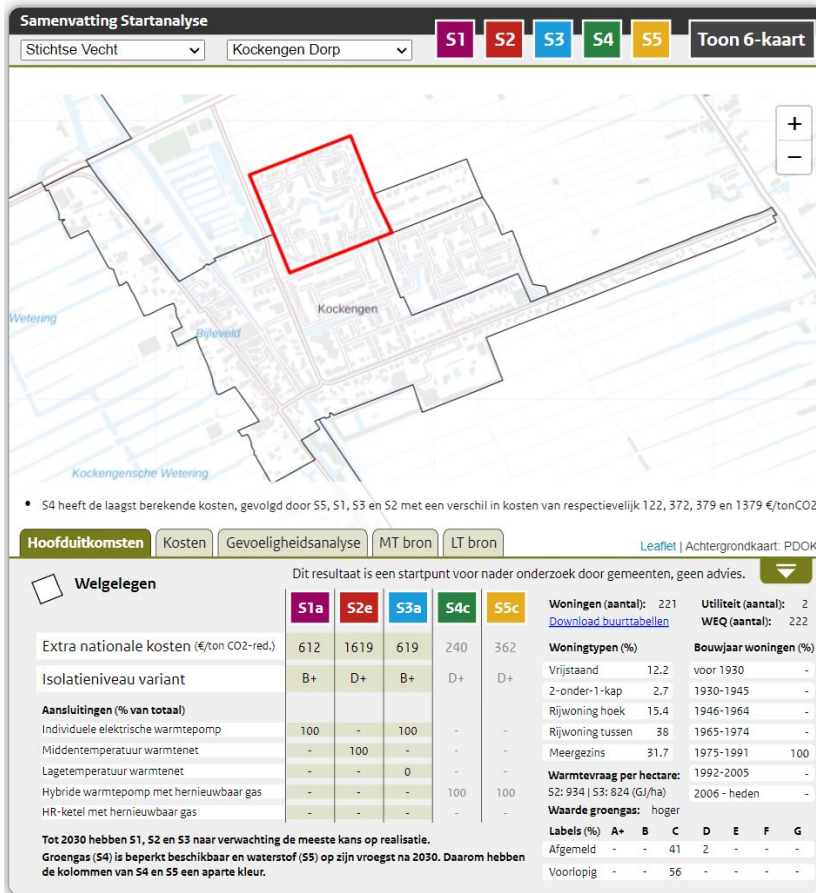 Samenvatting Startanalyse
Stichtse Vecht Kockengen Dorp S1 S2 S3 S4 S5 Toon 6-kaart
+
−
Kockengen
Wetering
Bijleveld
Kockengensche Wetering
• S4 heeft de laagst berekende kosten, gevolgd door S5, S1, S3 en S2 met een verschil in kosten van respectievelijk 122, 372, 379 en 1379 €/tonCO2
Hoofduitkomsten Kosten Gevoeligheidsanalyse MT bron LT bron Leaflet | Achtergrondkaart: PDOK
Welgelegen
Dit resultaat is een startpunt voor nader onderzoek door gemeenten, geen advies.
S1a S2e S3a S4c S5c
Extra nationale kosten (€/ton CO2-red.) 612 1619 619 240 362
Isolatieniveau variant B+ D+ B+ D+ D+
Aansluitingen (% van totaal)
Individuele elektrische warmtepomp 100 - 100 - -
Middentemperatuur warmtenet - 100 - - -
Lagetemperatuur warmtenet - - 0 - -
Hybride warmtepomp met hernieuwbaar gas - - - 100 100
HR-ketel met hernieuwbaar gas - - - - -
Tot 2030 hebben S1, S2 en S3 naar verwachting de meeste kans op realisatie.
Groengas (S4) is beperkt beschikbaar en waterstof (S5) op zijn vroegst na 2030. Daarom hebben
de kolommen van S4 en S5 een aparte kleur.
Woningen (aantal): 221 Utiliteit (aantal): 2
Download buurttabellen WEQ (aantal): 222
Woningtypen (%) Bouwjaar woningen (%)
Vrijstaand 12.2 voor 1930 -
2-onder-1-kap 2.7 1930-1945 -
Rijwoning hoek 15.4 1946-1964 -
Rijwoning tussen 38 1965-1974 -
Meergezins 31.7 1975-1991 100
Warmtevraag per hectare: 1992-2005 -
S2: 934 | S3: 824 (GJ/ha) 2006 - heden -
Waarde groengas: hoger
Labels (%) A+ B C D E F G
Afgemeld - - 41 2 - - -
Voorlopig - - 56 - - - -